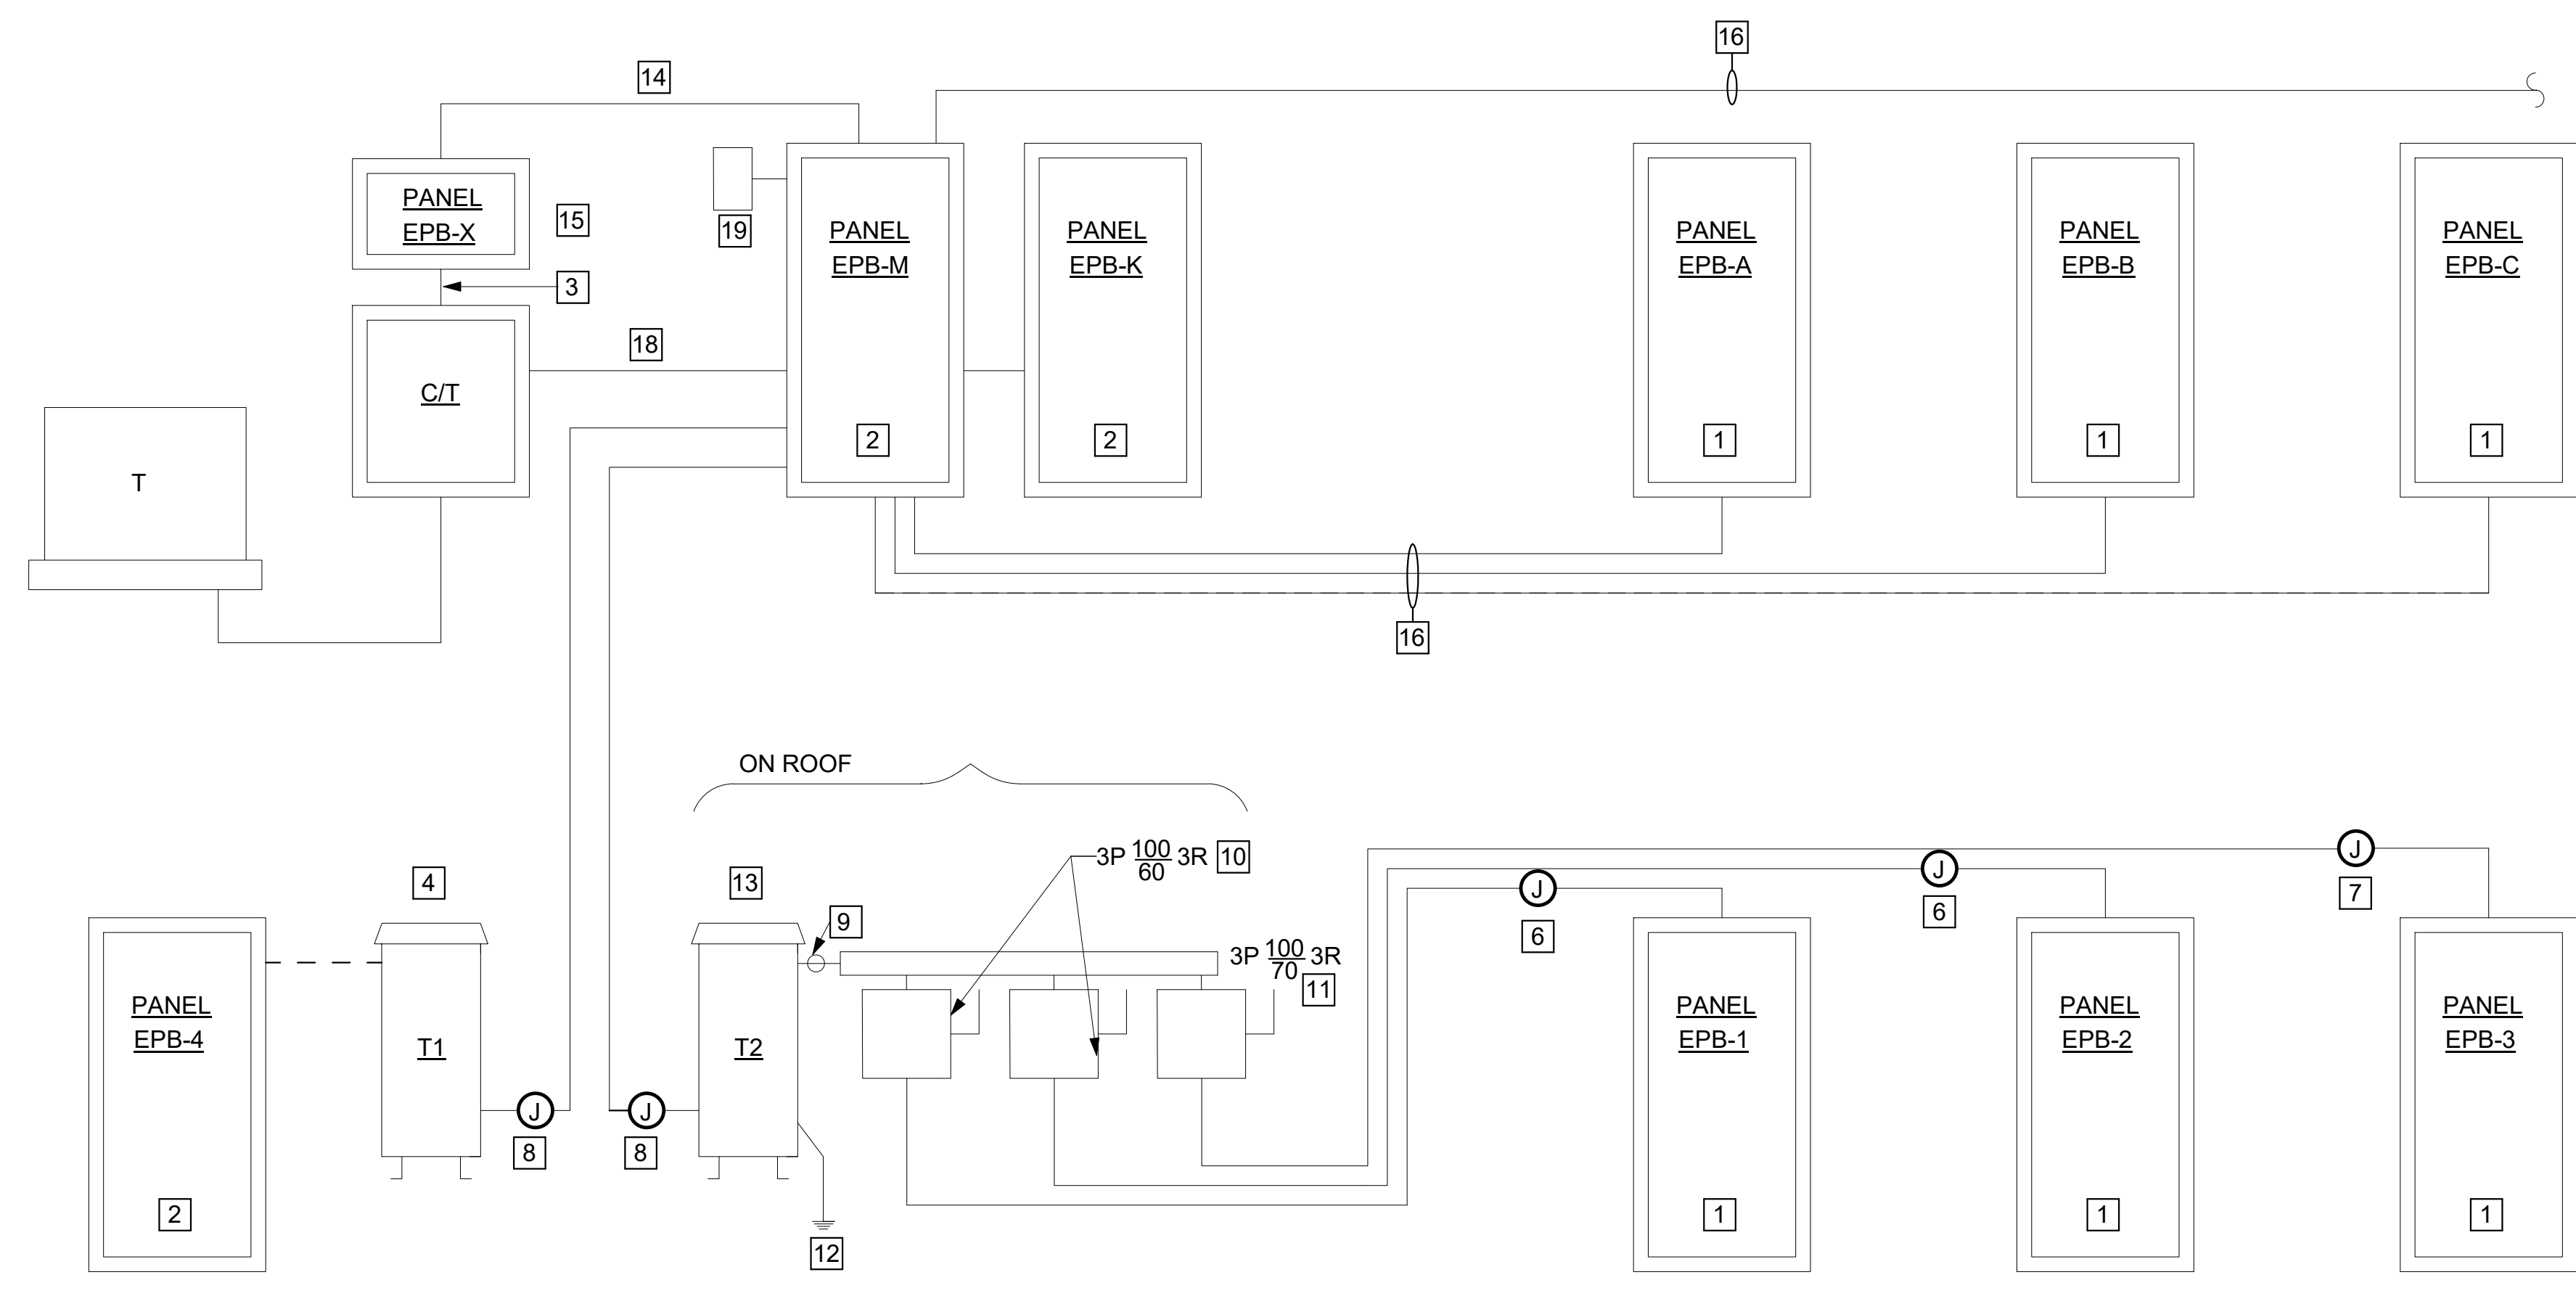 16
14
PANEL
EPB-X
15
3
18
C/T
T
19
PANEL
EPB-M
2
PANEL
EPB-K
2
PANEL
EPB-A
1
PANEL
EPB-B
1
PANEL
EPB-C
1
16
ON ROOF
4
13
9
3P 100/60 3R 10
3P 100/70 3R
11
J
6
J
6
J
7
PANEL
EPB-4
2
T1
J
8
J
8
T2
12
PANEL
EPB-1
1
PANEL
EPB-2
1
PANEL
EPB-3
1